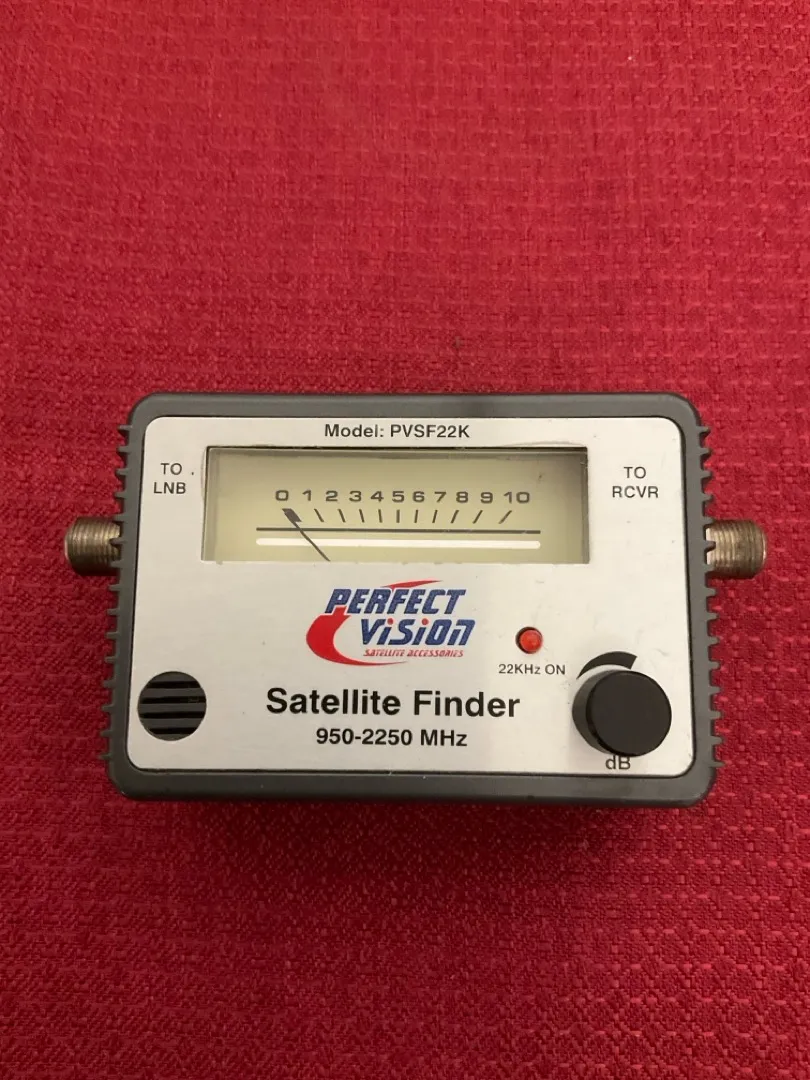 Model: PVSF22K
TO
LNB
TO
RCVR
0 1 2 3 4 5 6 7 8 9 10
PERFECT
ViSiON
SATELLITE ACCESSORIES
22KHz ON
Satellite Finder
950-2250 MHz
dB